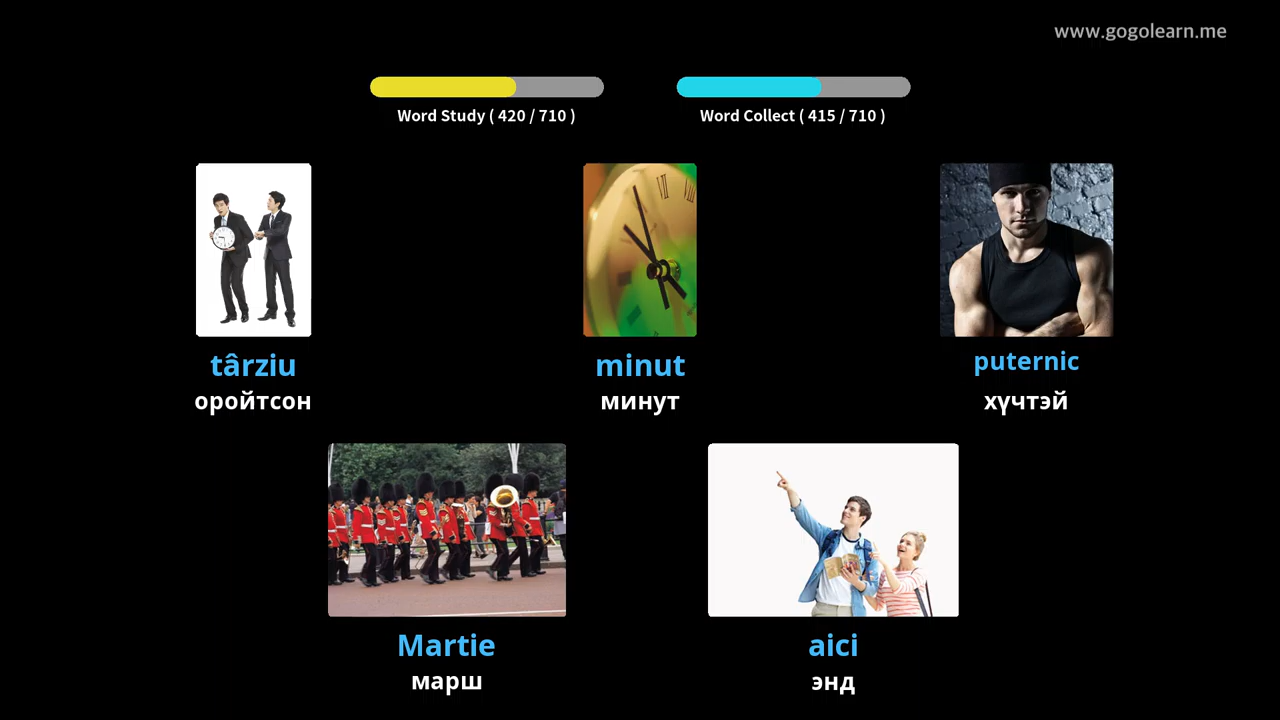 www.gogolearn.me
Word Study ( 420 / 710 )
Word Collect ( 415 / 710 )
târziu
оройтсон
minut
минут
puternic
хүчтэй
Martie
марш
aici
энд